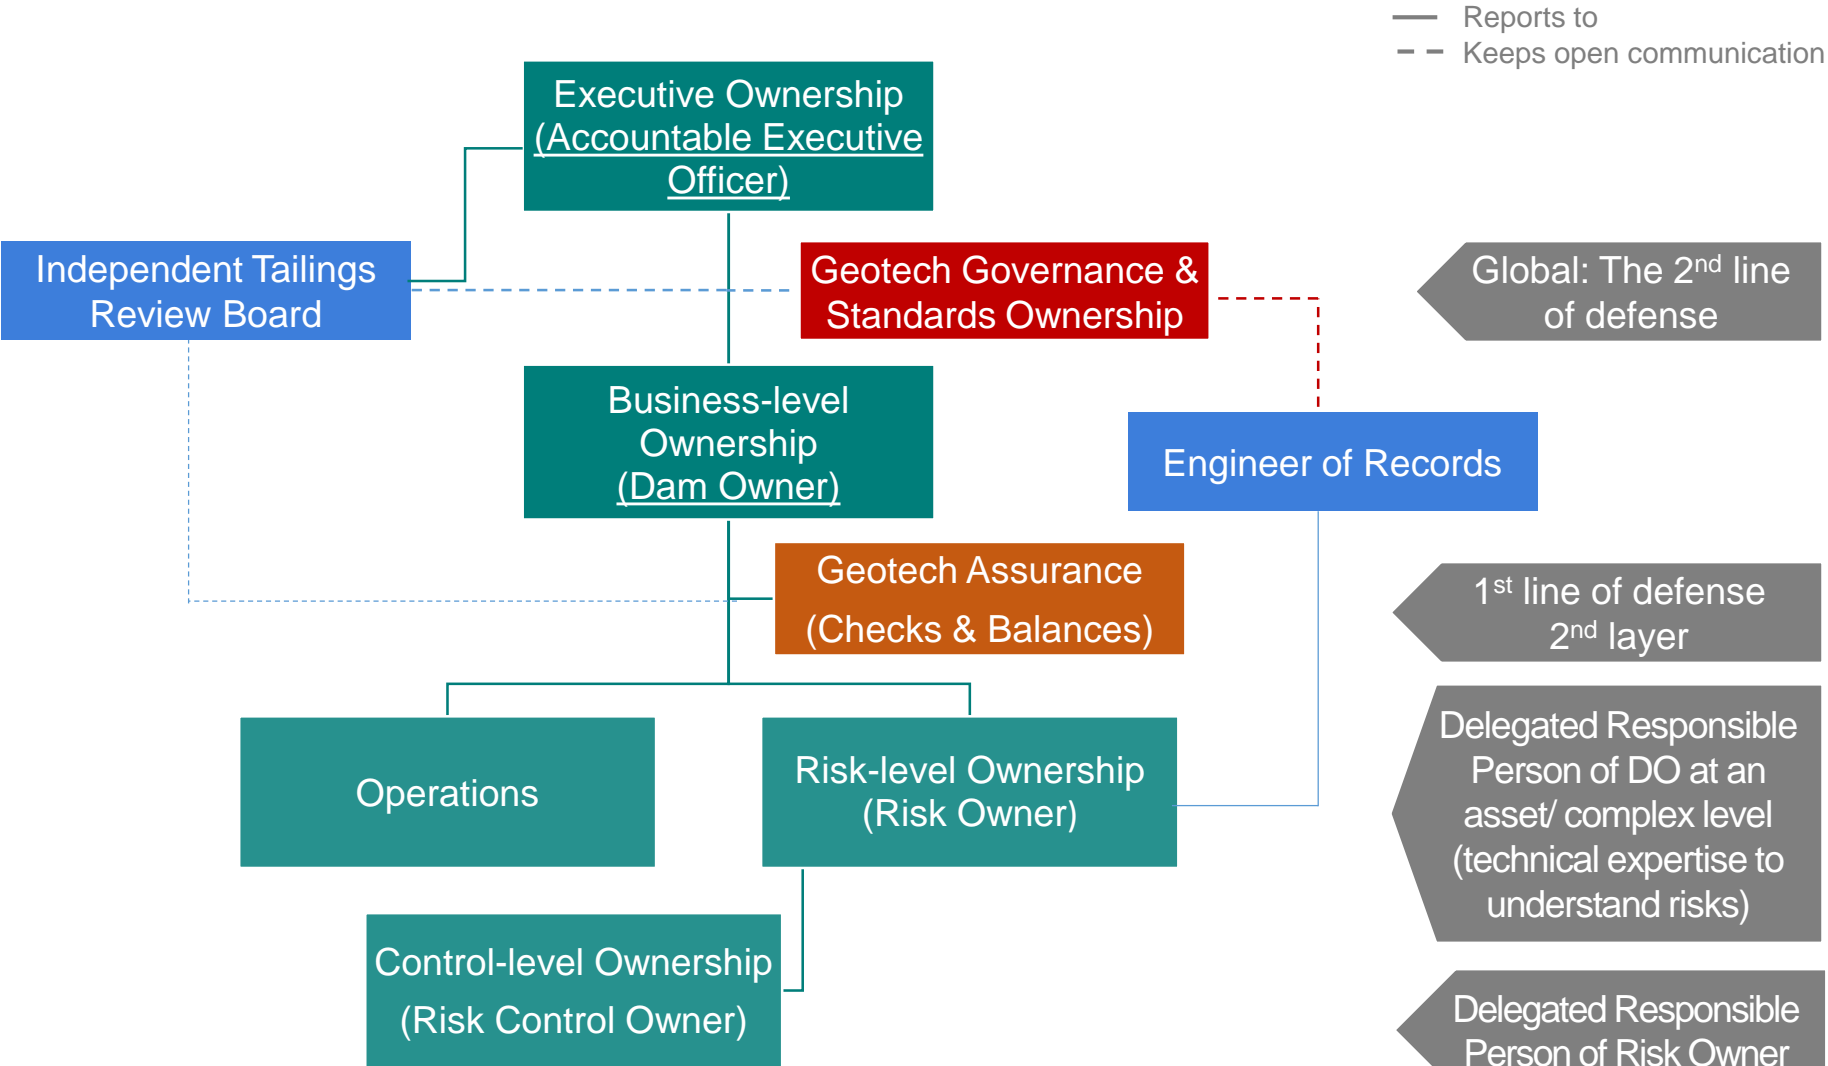 Reports to
Keeps open communication
Executive Ownership
(Accountable Executive
Officer)
Independent Tailings
Review Board
Geotech Governance &
Standards Ownership
Global: The 2nd line
of defense
Business-level
Ownership
(Dam Owner)
Engineer of Records
Geotech Assurance
(Checks & Balances)
1st line of defense
2nd layer
Operations
Risk-level Ownership
(Risk Owner)
Delegated Responsible
Person of DO at an
asset/ complex level
(technical expertise to
understand risks)
Control-level Ownership
(Risk Control Owner)
Delegated Responsible
Person of Risk Owner